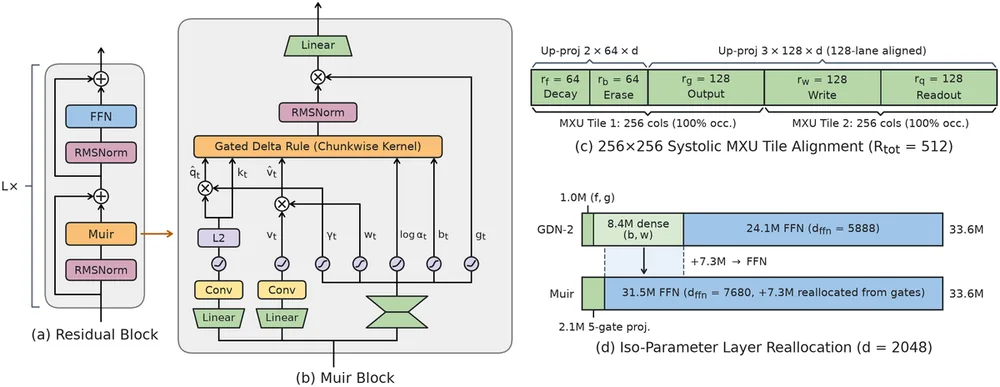 L×
FFN
RMSNorm
Muir
RMSNorm
(a) Residual Block
Linear
RMSNorm
Gated Delta Rule (Chunkwise Kernel)
q̂t
kt
v̂t
L2
vt
γt
wt
log αt
bt
gt
Conv
Conv
Linear
Linear
(b) Muir Block
Up-proj 2 × 64 × d
Up-proj 3 × 128 × d (128-lane aligned)
rf = 64
Decay
rb = 64
Erase
rg = 128
Output
rw = 128
Write
rq = 128
Readout
MXU Tile 1: 256 cols (100% occ.)
MXU Tile 2: 256 cols (100% occ.)
(c) 256×256 Systolic MXU Tile Alignment (Rtot = 512)
1.0M (f, g)
GDN-2
8.4M dense
(b, w)
24.1M FFN (dffn = 5888)
33.6M
+7.3M → FFN
Muir
31.5M FFN (dffn = 7680, +7.3M reallocated from gates)
33.6M
2.1M 5-gate proj.
(d) Iso-Parameter Layer Reallocation (d = 2048)